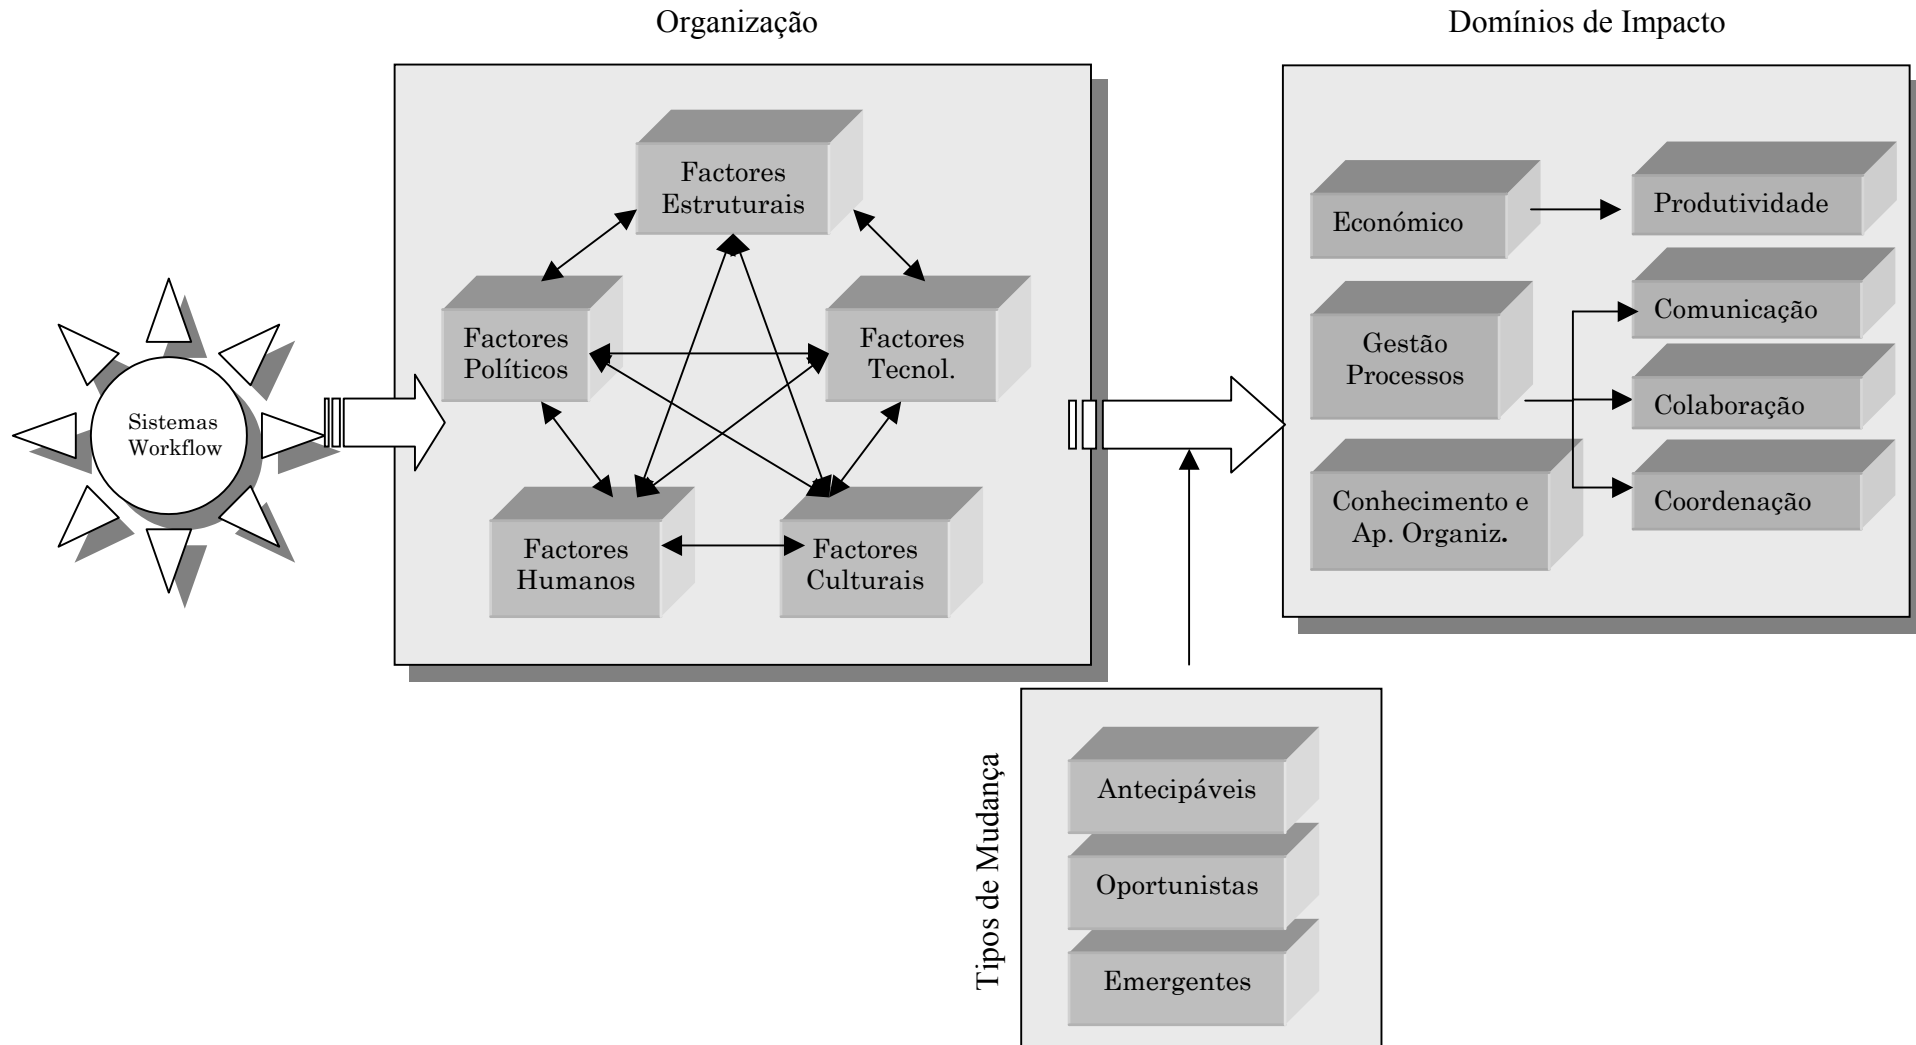 Organização
Domínios de Impacto
Factores
Estruturais
Factores
Políticos
Factores
Tecnol.
Factores
Humanos
Factores
Culturais
Sistemas
Workflow
Económico
Produtividade
Gestão
Processos
Comunicação
Colaboração
Conhecimento e
Ap. Organiz.
Coordenação
Tipos de Mudança
Antecipáveis
Oportunistas
Emergentes